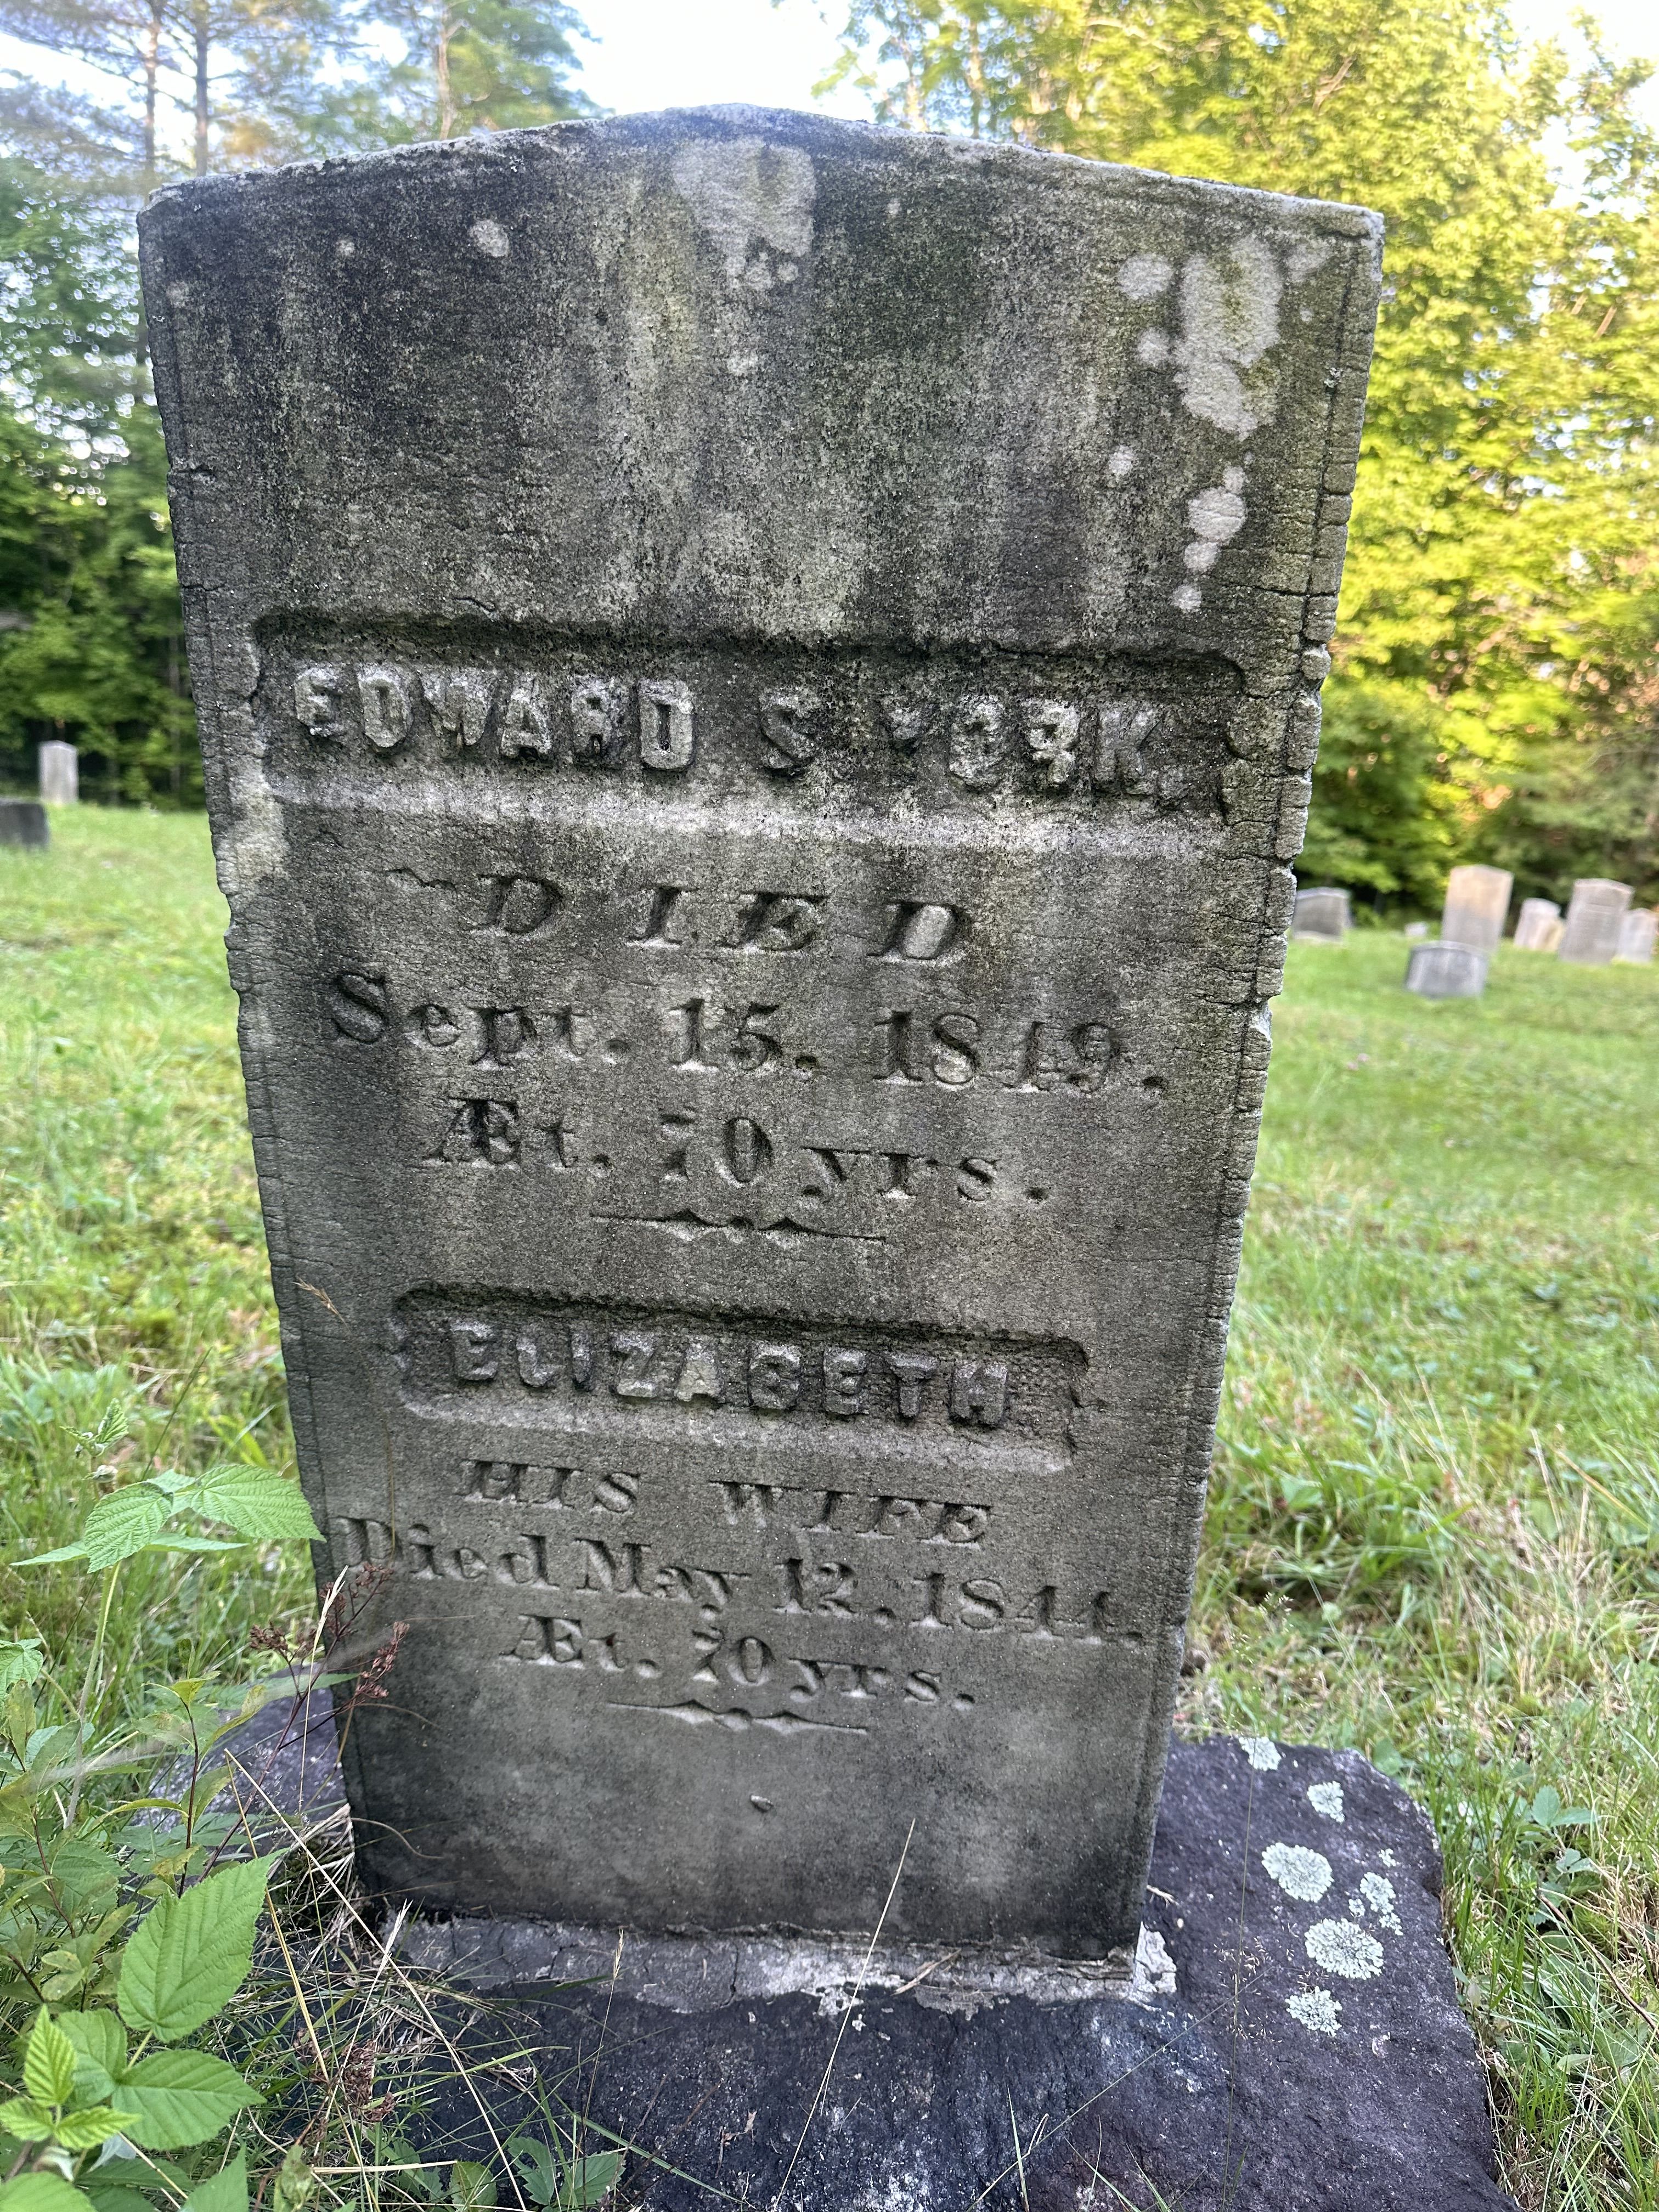 EDWARD S. YORK,
DIED
Sept. 15. 1849.
Æt. 70 yrs.
ELIZABETH
HIS WIFE
Died May 12, 1844.
Æt. 70 yrs.